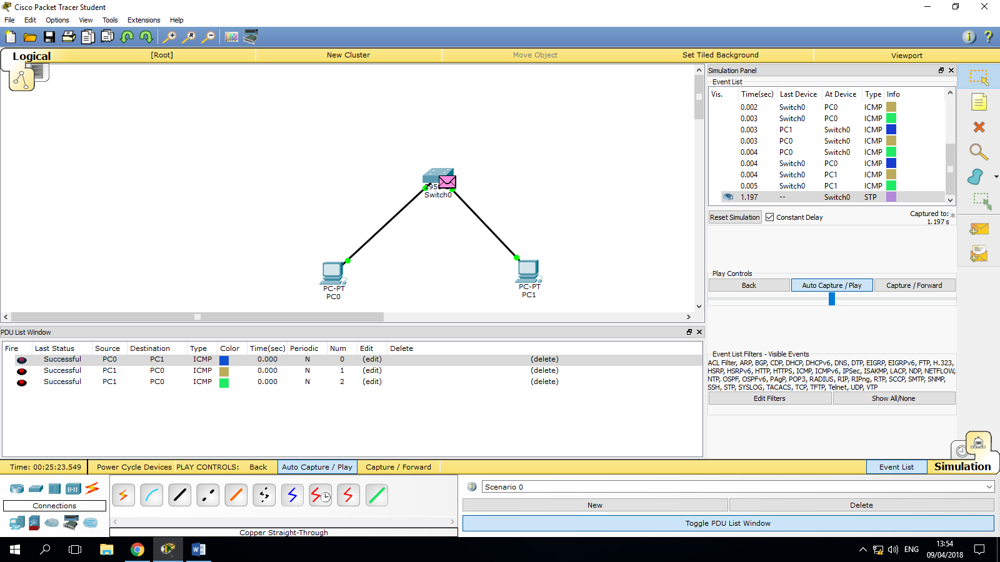 Cisco Packet Tracer Student
File Edit Options View Tools Extensions Help
Logical [Root] New Cluster Move Object Set Tiled Background Viewport
Simulation Panel
Event List
Vis. Time(sec) Last Device At Device Type Info
0.002 Switch0 PC0 ICMP
0.003 Switch0 PC0 ICMP
0.003 PC1 Switch0 ICMP
0.003 PC0 Switch0 ICMP
0.004 PC0 Switch0 ICMP
0.004 Switch0 PC0 ICMP
0.004 Switch0 PC1 ICMP
0.005 Switch0 PC1 ICMP
1.197 -- Switch0 STP
Reset Simulation Constant Delay Captured to: *
1.197 s
Switch0
PC-PT
PC0
PC-PT
PC1
Play Controls
Back Auto Capture / Play Capture / Forward
Event List Filters - Visible Events
ACL Filter, ARP, BGP, CDP, DHCP, DHCPv6, DNS, DTP, EIGRP, EIGRPv6, FTP, H.323,
HSRP, HSRPv6, HTTP, HTTPS, ICMP, ICMPv6, IPSec, ISAKMP, LACP, NDP, NETFLOW,
NTP, OSPF, OSPFv6, PAgP, POP3, RADIUS, RIP, RIPng, RTP, SCCP, SMTP, SNMP,
SSH, STP, SYSLOG, TACACS, TCP, TFTP, Telnet, UDP, VTP
Edit Filters Show All/None
PDU List Window
Fire Last Status Source Destination Type Color Time(sec) Periodic Num Edit Delete
Successful PC0 PC1 ICMP 0.000 N 0 (edit) (delete)
Successful PC1 PC0 ICMP 0.000 N 1 (edit) (delete)
Successful PC1 PC0 ICMP 0.000 N 2 (edit) (delete)
Time: 00:25:23.549 Power Cycle Devices PLAY CONTROLS: Back Auto Capture / Play Capture / Forward Event List Simulation
Connections
Copper Straight-Through
Scenario 0
New Delete
Toggle PDU List Window
ENG
13:54
09/04/2018